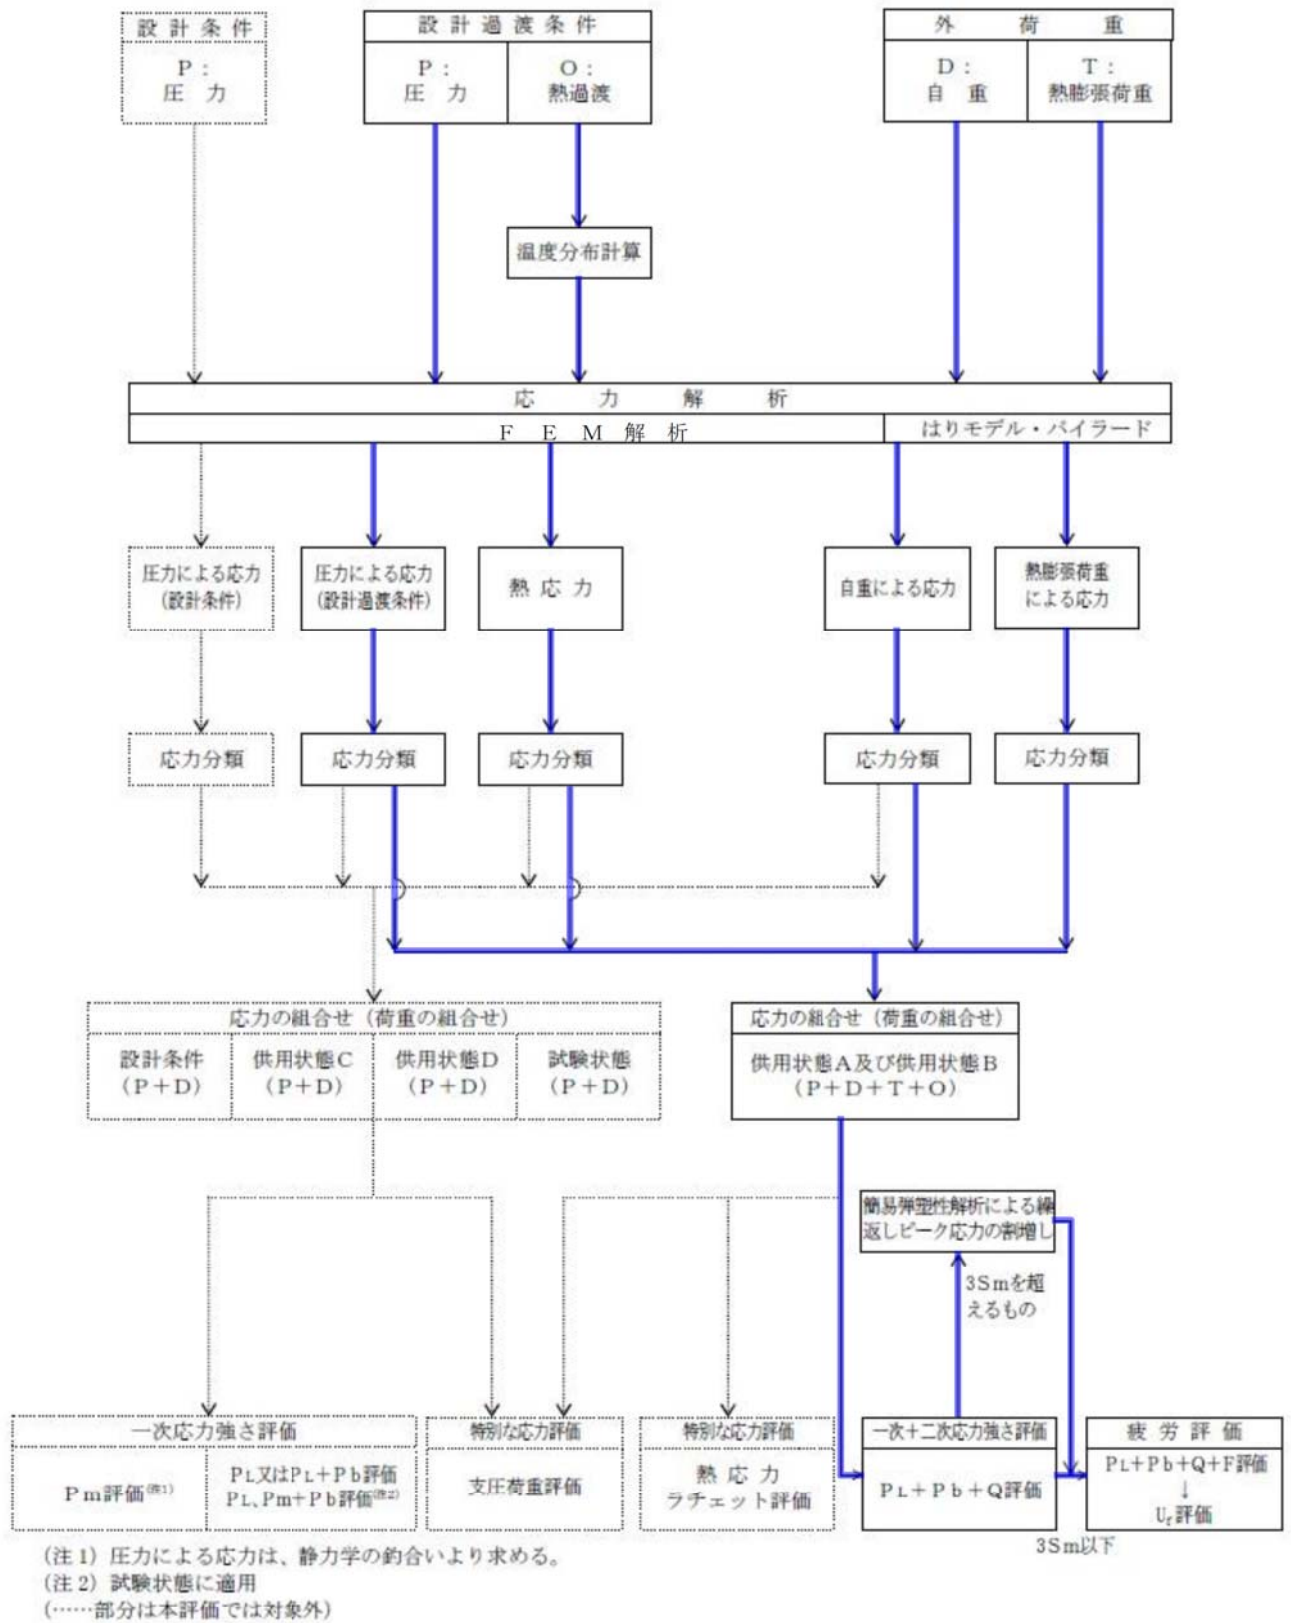 設計条件
P：
圧力
設計過渡条件
P：
圧力
O：
熱過渡
外荷重
D：
自重
T：
熱膨張荷重
温度分布計算
応力解析
FEM解析
はりモデル・バイラード
圧力による応力
(設計条件)
圧力による応力
(設計過渡条件)
熱応力
自重による応力
熱膨張荷重
による応力
応力分類
応力分類
応力分類
応力分類
応力分類
応力の組合せ（荷重の組合せ）
設計条件
（P＋D）
供用状態C
（P＋D）
供用状態D
（P＋D）
試験状態
（P＋D）
応力の組合せ（荷重の組合せ）
供用状態A及び供用状態B
（P＋D＋T＋O）
簡易弾塑性解析による繰
返しピーク応力の割増し
3Smを超
えるもの
一次応力強さ評価
Pm評価(注1)
PL又はPL＋Pb評価
PL、Pm＋Pb評価(注2)
特別な応力評価
支圧荷重評価
特別な応力評価
熱応力
ラチェット評価
一次＋二次応力強さ評価
PL＋Pb＋Q評価
疲労評価
PL＋Pb＋Q＋F評価
↓
Uf評価
3Sm以下
(注1) 圧力による応力は、静力学の釣合いより求める。
(注2) 試験状態に適用
(……部分は本評価では対象外)